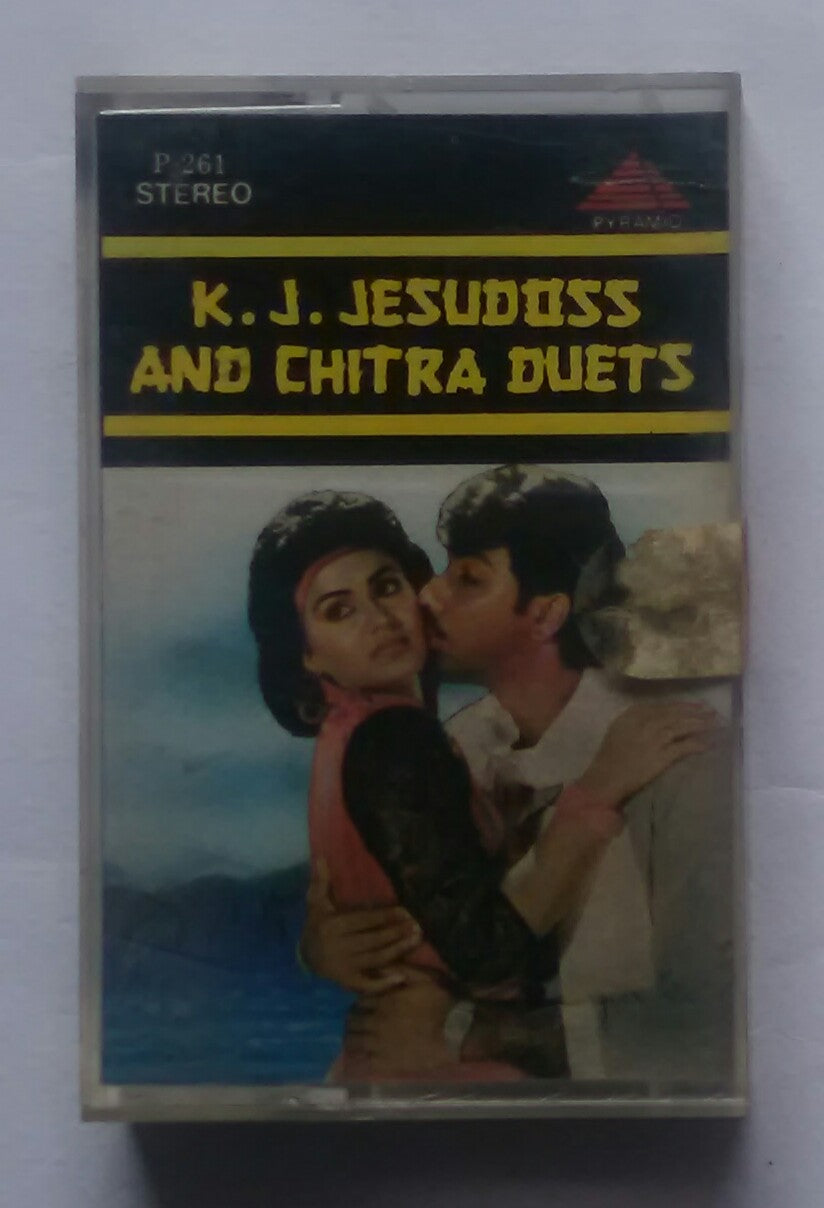 P-261
STEREO
PYRAMID
K. J. JESUDOSS
AND CHITRA DUETS